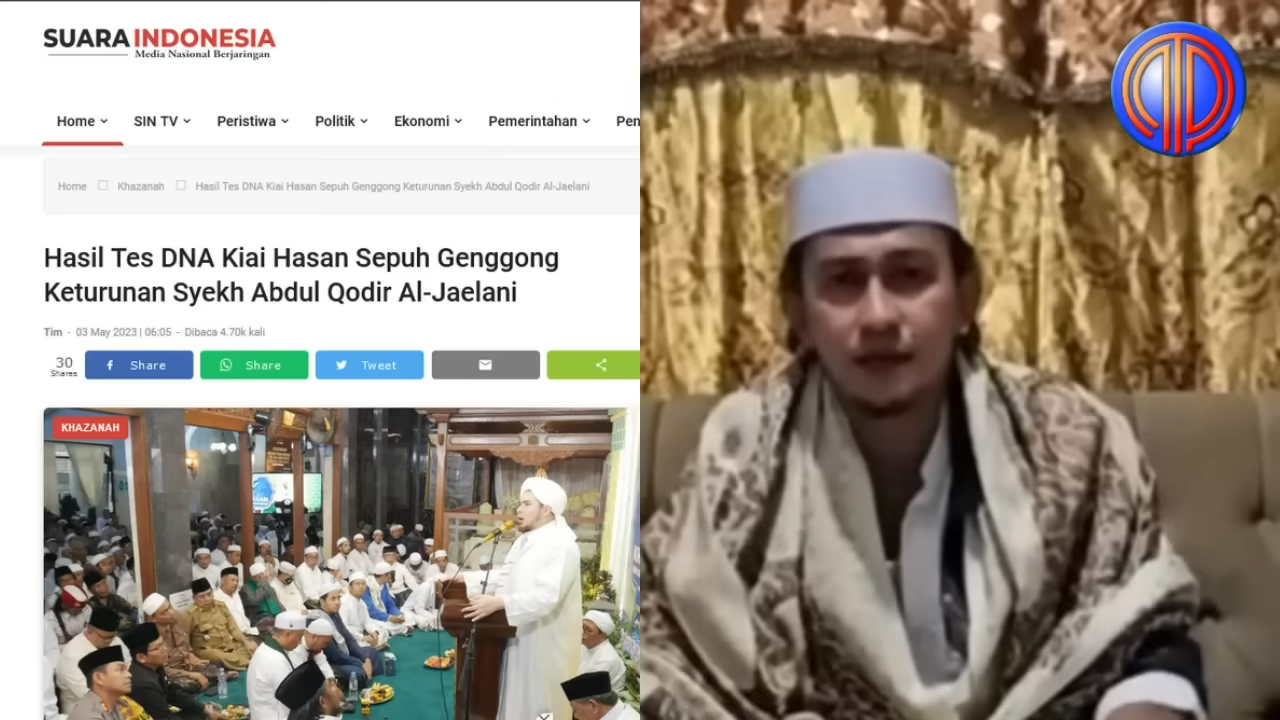 SUARA INDONESIA
Media Nasional Berjaringan
Home SIN TV Peristiwa Politik Ekonomi Pemerintahan Pen
Home Khazanah Hasil Tes DNA Kiai Hasan Sepuh Genggong Keturunan Syekh Abdul Qodir Al-Jaelani
Hasil Tes DNA Kiai Hasan Sepuh Genggong
Keturunan Syekh Abdul Qodir Al-Jaelani
Tim - 03 May 2023 | 06:05 - Dibaca 4.70k kali
30
Shares
Share Share Tweet
KHAZANAH